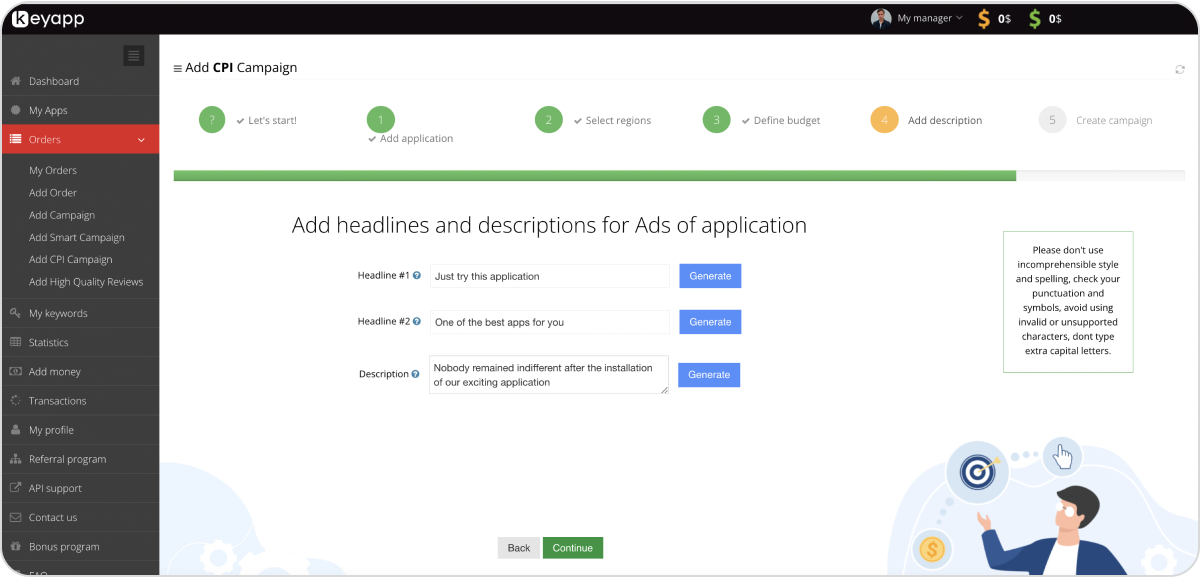 keyapp
My manager
0$
0$
Dashboard
My Apps
Orders
My Orders
Add Order
Add Campaign
Add Smart Campaign
Add CPI Campaign
Add High Quality Reviews
My keywords
Statistics
Add money
Transactions
My profile
Referral program
API support
Contact us
Bonus program
FAQ
Add CPI Campaign
?
Let's start!
1
Add application
2
Select regions
3
Define budget
4
Add description
5
Create campaign
Add headlines and descriptions for Ads of application
Headline #1
Just try this application
Generate
Headline #2
One of the best apps for you
Generate
Description
Nobody remained indifferent after the installation
of our exciting application
Generate
Please don't use
incomprehensible style
and spelling, check your
punctuation and
symbols, avoid using
invalid or unsupported
characters, dont type
extra capital letters.
Back
Continue